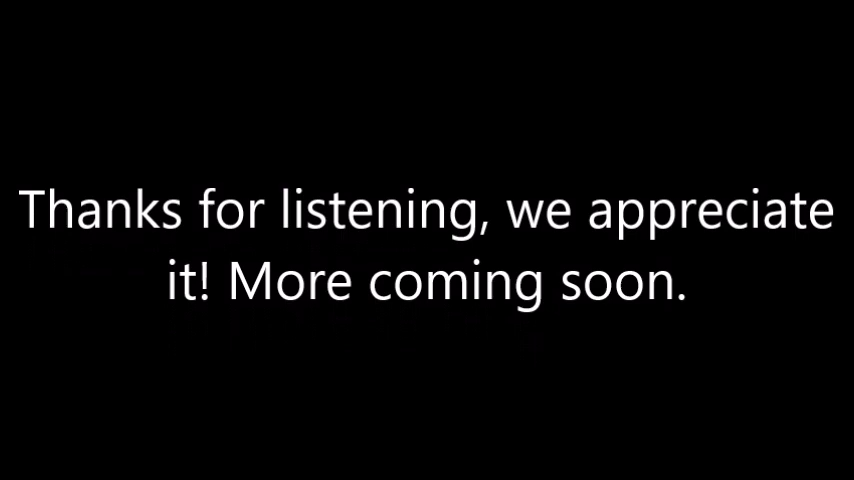 Thanks for listening, we appreciate
it! More coming soon.